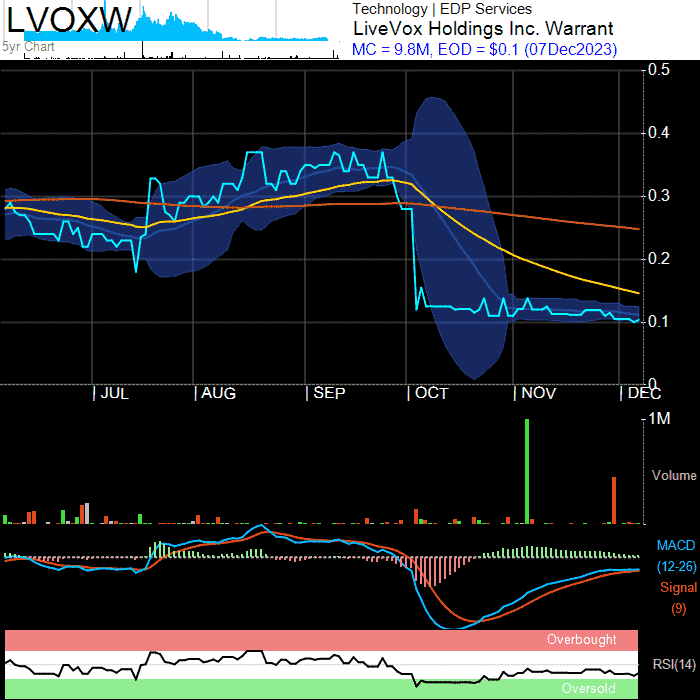 LVOXW
5yr Chart
Technology | EDP Services
LiveVox Holdings Inc. Warrant
MC = 9.8M, EOD = $0.1 (07Dec2023)
0.5
0.4
0.3
0.2
0.1
0
| JUL | AUG | SEP | OCT | NOV | DEC
1M
Volume
MACD
(12-26)
Signal
(9)
Overbought
RSI(14)
Oversold